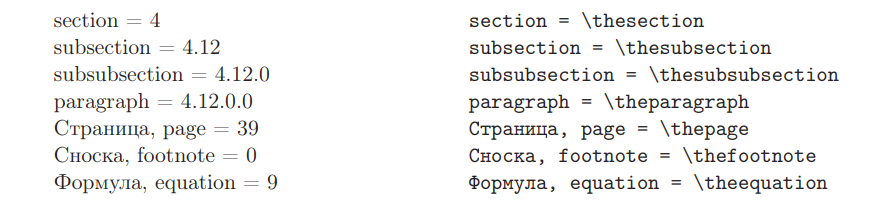 section = 4
subsection = 4.12
subsubsection = 4.12.0
paragraph = 4.12.0.0
Страница, page = 39
Сноска, footnote = 0
Формула, equation = 9
section = \thesection
subsection = \thesubsection
subsubsection = \thesubsubsection
paragraph = \theparagraph
Страница, page = \thepage
Сноска, footnote = \thefootnote
Формула, equation = \theequation